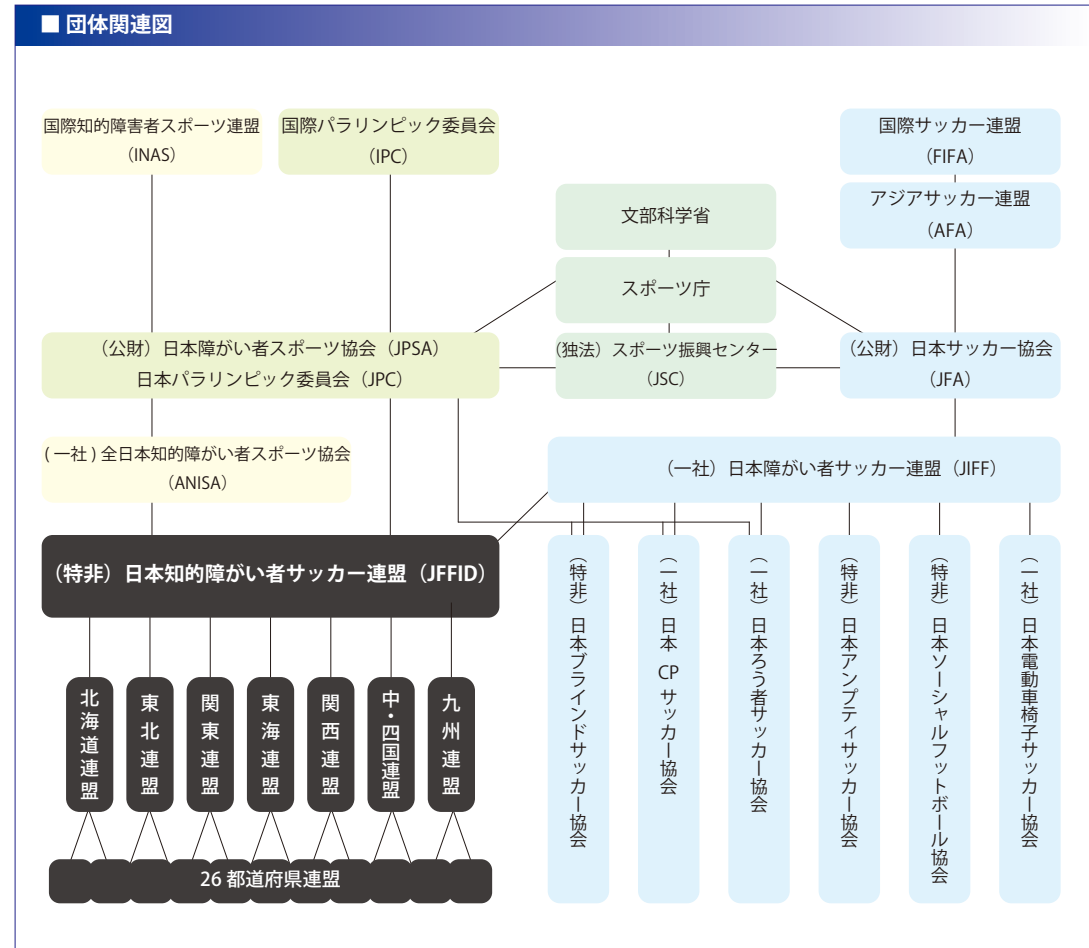 ■ 団体関連図
国際知的障害者スポーツ連盟
（INAS）
国際パラリンピック委員会
（IPC）
国際サッカー連盟
（FIFA）
アジアサッカー連盟
（AFA）
文部科学省
スポーツ庁
（独法）スポーツ振興センター
（JSC）
（公財）日本障がい者スポーツ協会（JPSA）
日本パラリンピック委員会（JPC）
（公財）日本サッカー協会
（JFA）
( 一社 ) 全日本知的障がい者スポーツ協会
（ANISA）
（一社）日本障がい者サッカー連盟（JIFF）
（特非）日本知的障がい者サッカー連盟（JFFID）
北海道連盟
東北連盟
関東連盟
東海連盟
関西連盟
中・四国連盟
九州連盟
26 都道府県連盟
（特非）日本ブラインドサッカー協会
（一社）日本 CP サッカー協会
（一社）日本ろう者サッカー協会
（特非）日本アンプティサッカー協会
（特非）日本ソーシャルフットボール協会
（一社）日本電動車椅子サッカー協会